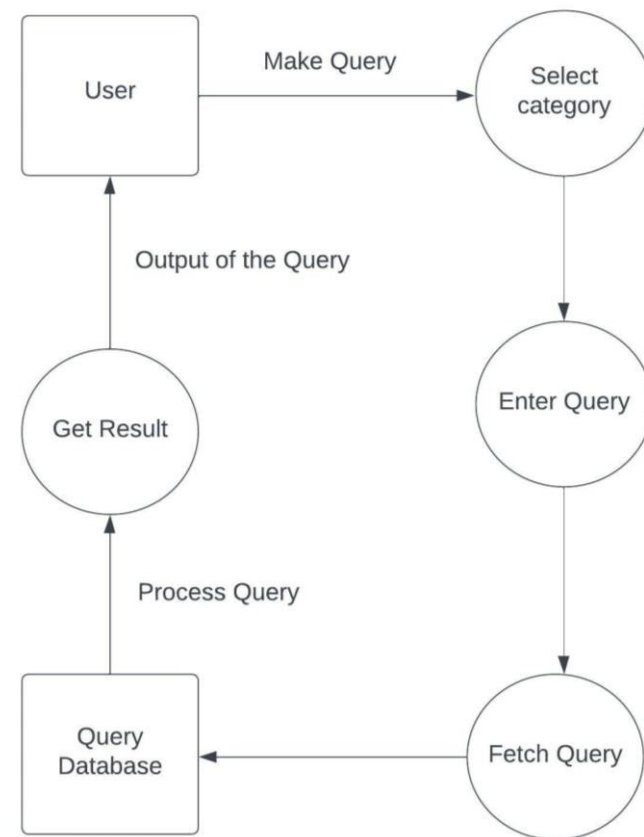 User
Make Query
Select
category
Output of the Query
Enter Query
Get Result
Process Query
Query
Database
Fetch Query